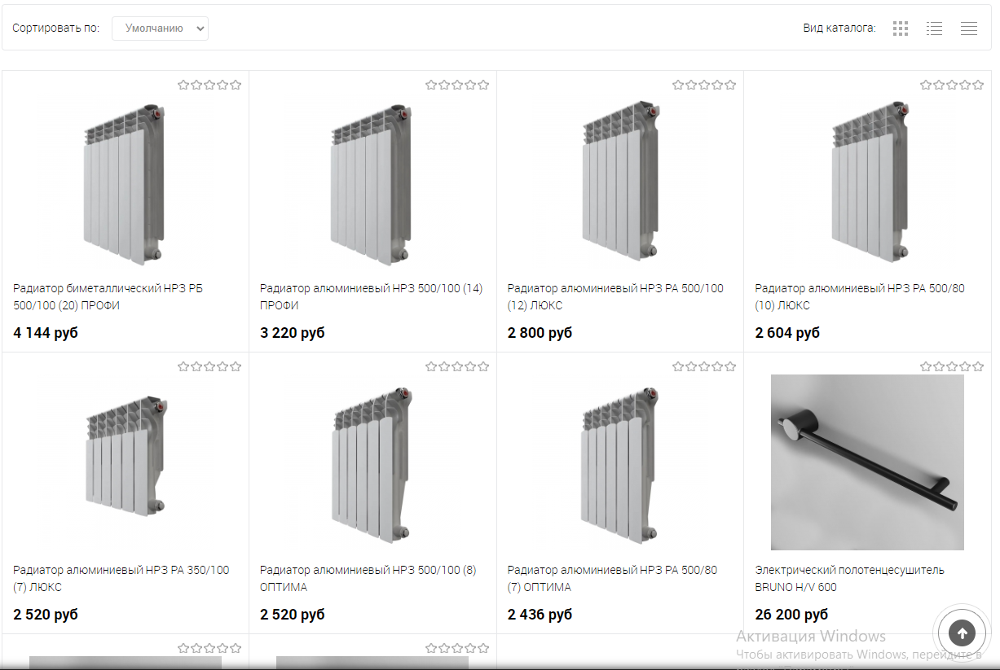 Сортировать по:
Умолчанию
Вид каталога:
Радиатор биметаллический НРЗ РБ
500/100 (20) ПРОФИ
4 144 руб
Радиатор алюминиевый НРЗ 500/100 (14)
ПРОФИ
3 220 руб
Радиатор алюминиевый НРЗ РА 500/100
(12) ЛЮКС
2 800 руб
Радиатор алюминиевый НРЗ РА 500/80
(10) ЛЮКС
2 604 руб
Радиатор алюминиевый НРЗ РА 350/100
(7) ЛЮКС
2 520 руб
Радиатор алюминиевый НРЗ 500/100 (8)
ОПТИМА
2 520 руб
Радиатор алюминиевый НРЗ РА 500/80
(7) ОПТИМА
2 436 руб
Электрический полотенцесушитель
BRUNO H/V 600
26 200 руб
Активация Windows
Чтобы активировать Windows, перейдите в